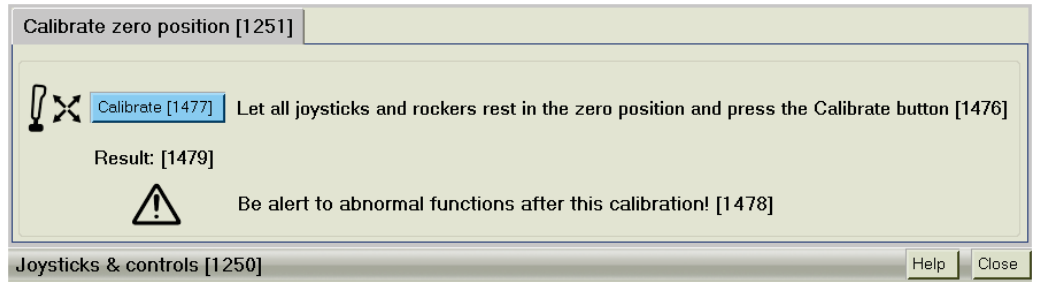 Calibrate zero position [1251]
Calibrate [1477] Let all joysticks and rockers rest in the zero position and press the Calibrate button [1476]
Result: [1479]
Be alert to abnormal functions after this calibration! [1478]
Joysticks & controls [1250] Help Close